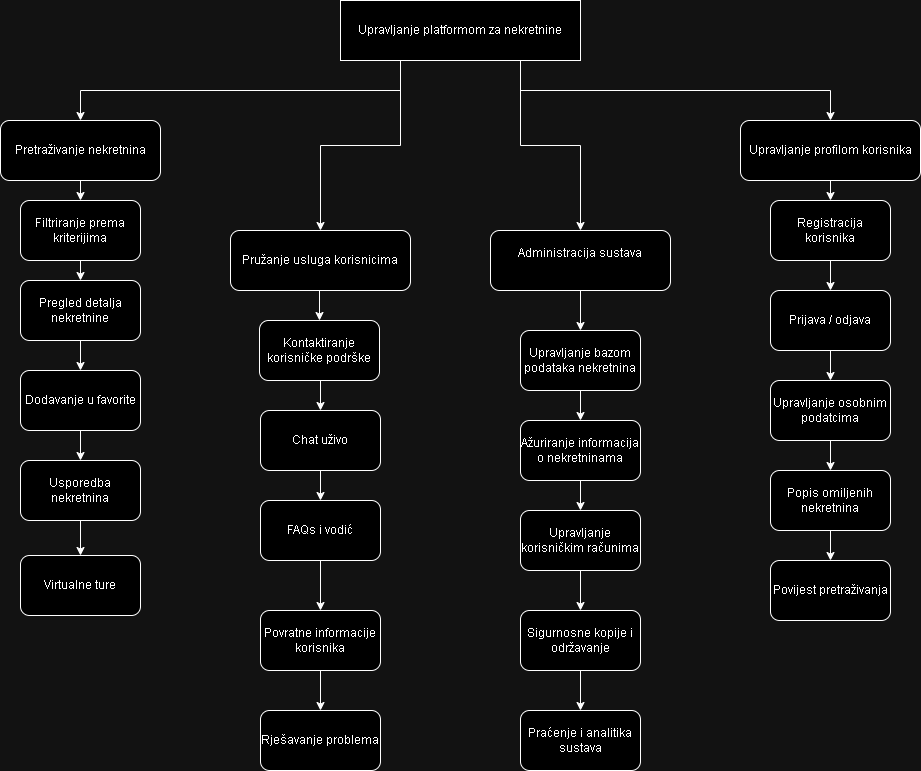 Upravljanje platformom za nekretnine
Pretraživanje nekretnina
Filtriranje prema
kriterijima
Pregled detalja
nekretnine
Dodavanje u favorite
Usporedba
nekretnina
Virtualne ture
Pružanje usluga korisnicima
Kontaktiranje
korisničke podrške
Chat uživo
FAQs i vodić
Povratne informacije
korisnika
Rješavanje problema
Administracija sustava
Upravljanje bazom
podataka nekretnina
Ažuriranje informacija
o nekretninama
Upravljanje
korisničkim računima
Sigurnosne kopije i
održavanje
Praćenje i analitika
sustava
Upravljanje profilom korisnika
Registracija
korisnika
Prijava / odjava
Upravljanje osobnim
podatcima
Popis omiljenih
nekretnina
Povijest pretraživanja